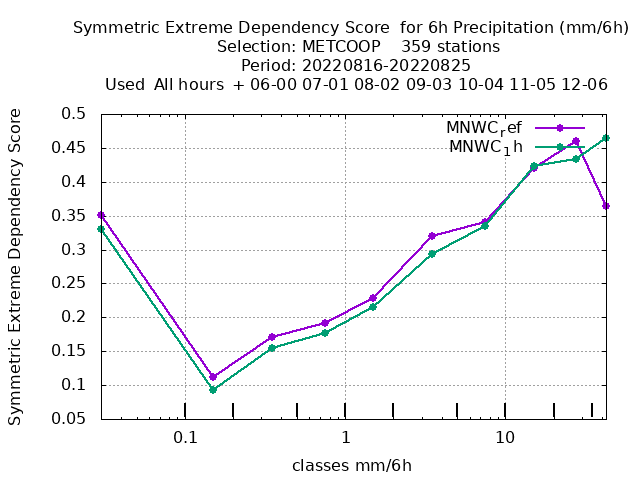 Symmetric Extreme Dependency Score  for 6h Precipitation (mm/6h)
Selection: METCOOP    359 stations
Period: 20220816-20220825
Used  All hours  + 06-00 07-01 08-02 09-03 10-04 11-05 12-06
Symmetric Extreme Dependency Score
0.5
0.45
0.4
0.35
0.3
0.25
0.2
0.15
0.1
0.05
MNWCref
MNWC1h
0.1 1 10
classes mm/6h